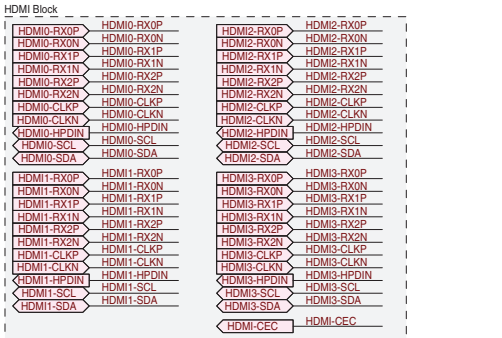 HDMI Block
HDMI0-RX0P HDMI0-RX0P
HDMI0-RX0N HDMI0-RX0N
HDMI0-RX1P HDMI0-RX1P
HDMI0-RX1N HDMI0-RX1N
HDMI0-RX2P HDMI0-RX2P
HDMI0-RX2N HDMI0-RX2N
HDMI0-CLKP HDMI0-CLKP
HDMI0-CLKN HDMI0-CLKN
HDMI0-HPDIN HDMI0-HPDIN
HDMI0-SCL HDMI0-SCL
HDMI0-SDA HDMI0-SDA
HDMI1-RX0P HDMI1-RX0P
HDMI1-RX0N HDMI1-RX0N
HDMI1-RX1P HDMI1-RX1P
HDMI1-RX1N HDMI1-RX1N
HDMI1-RX2P HDMI1-RX2P
HDMI1-RX2N HDMI1-RX2N
HDMI1-CLKP HDMI1-CLKP
HDMI1-CLKN HDMI1-CLKN
HDMI1-HPDIN HDMI1-HPDIN
HDMI1-SCL HDMI1-SCL
HDMI1-SDA HDMI1-SDA
HDMI2-RX0P HDMI2-RX0P
HDMI2-RX0N HDMI2-RX0N
HDMI2-RX1P HDMI2-RX1P
HDMI2-RX1N HDMI2-RX1N
HDMI2-RX2P HDMI2-RX2P
HDMI2-RX2N HDMI2-RX2N
HDMI2-CLKP HDMI2-CLKP
HDMI2-CLKN HDMI2-CLKN
HDMI2-HPDIN HDMI2-HPDIN
HDMI2-SCL HDMI2-SCL
HDMI2-SDA HDMI2-SDA
HDMI3-RX0P HDMI3-RX0P
HDMI3-RX0N HDMI3-RX0N
HDMI3-RX1P HDMI3-RX1P
HDMI3-RX1N HDMI3-RX1N
HDMI3-RX2P HDMI3-RX2P
HDMI3-RX2N HDMI3-RX2N
HDMI3-CLKP HDMI3-CLKP
HDMI3-CLKN HDMI3-CLKN
HDMI3-HPDIN HDMI3-HPDIN
HDMI3-SCL HDMI3-SCL
HDMI3-SDA HDMI3-SDA
HDMI-CEC HDMI-CEC